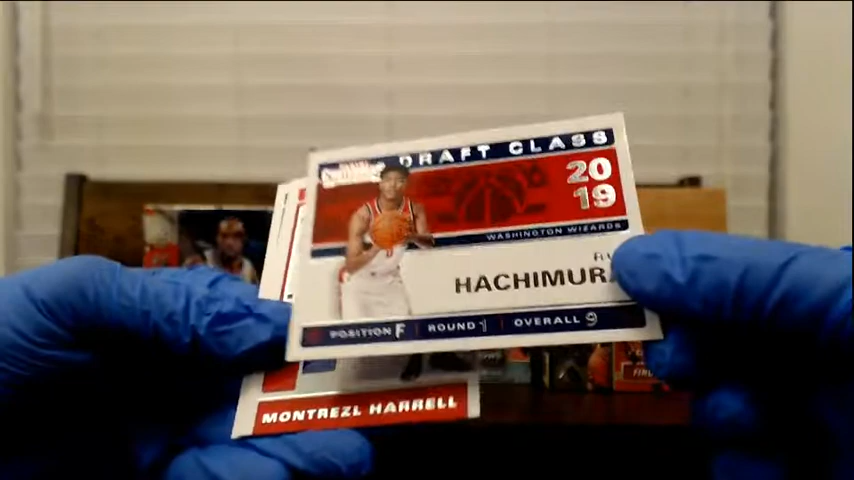 DRAFT CLASS
20
19
WASHINGTON WIZARDS
HACHIMURA
POSITION F ROUND 1 OVERALL 9
MONTREZL HARRELL